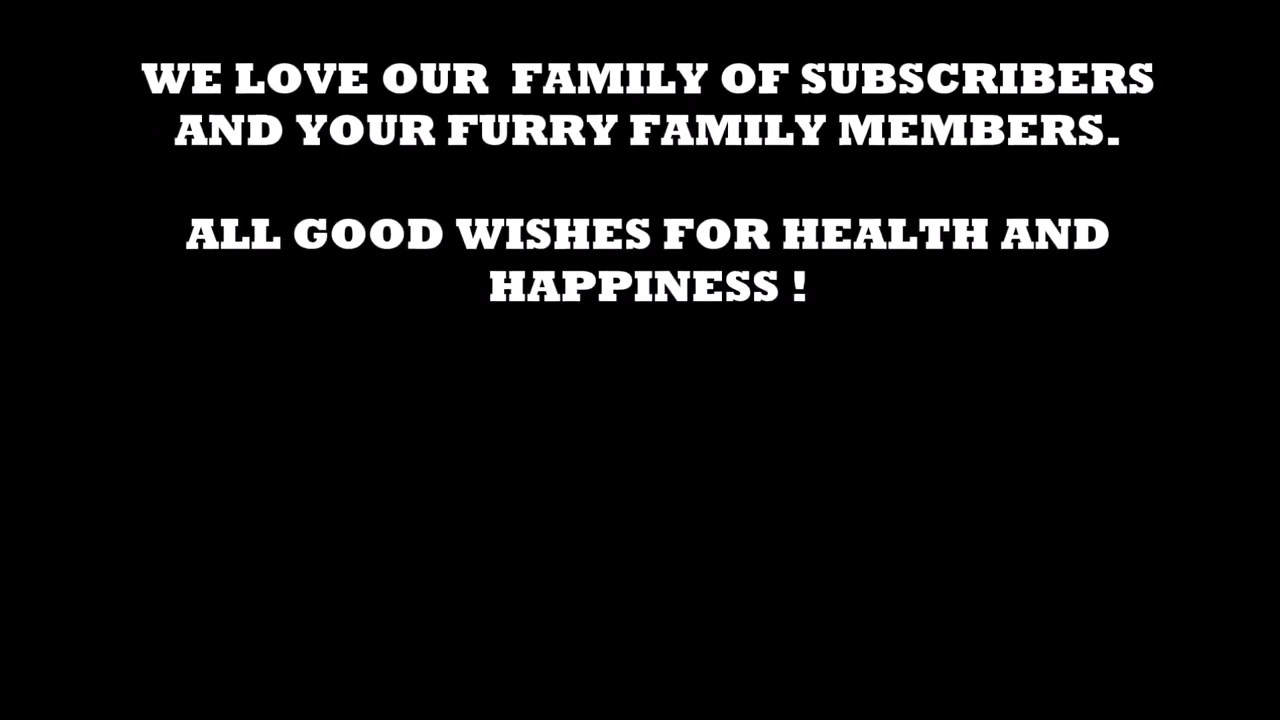 WE LOVE OUR  FAMILY OF SUBSCRIBERS
AND YOUR FURRY FAMILY MEMBERS.
ALL GOOD WISHES FOR HEALTH AND
HAPPINESS !